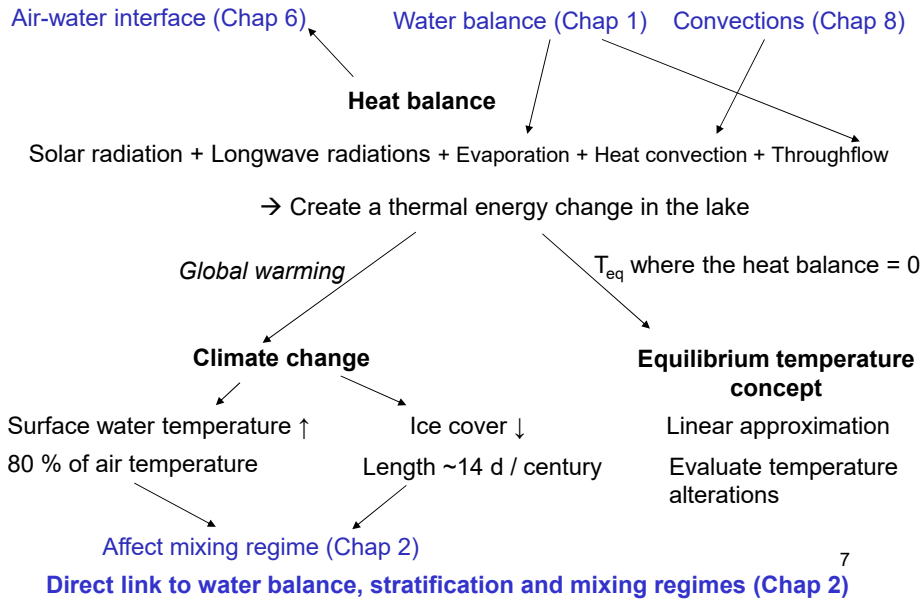 Air-water interface (Chap 6)
Water balance (Chap 1)
Convections (Chap 8)
Heat balance
Solar radiation + Longwave radiations + Evaporation + Heat convection + Throughflow
→ Create a thermal energy change in the lake
Global warming
T_eq where the heat balance = 0
Climate change
Equilibrium temperature
concept
Surface water temperature ↑
Ice cover ↓
Linear approximation
80 % of air temperature
Length ~14 d / century
Evaluate temperature
alterations
Affect mixing regime (Chap 2)
7
Direct link to water balance, stratification and mixing regimes (Chap 2)